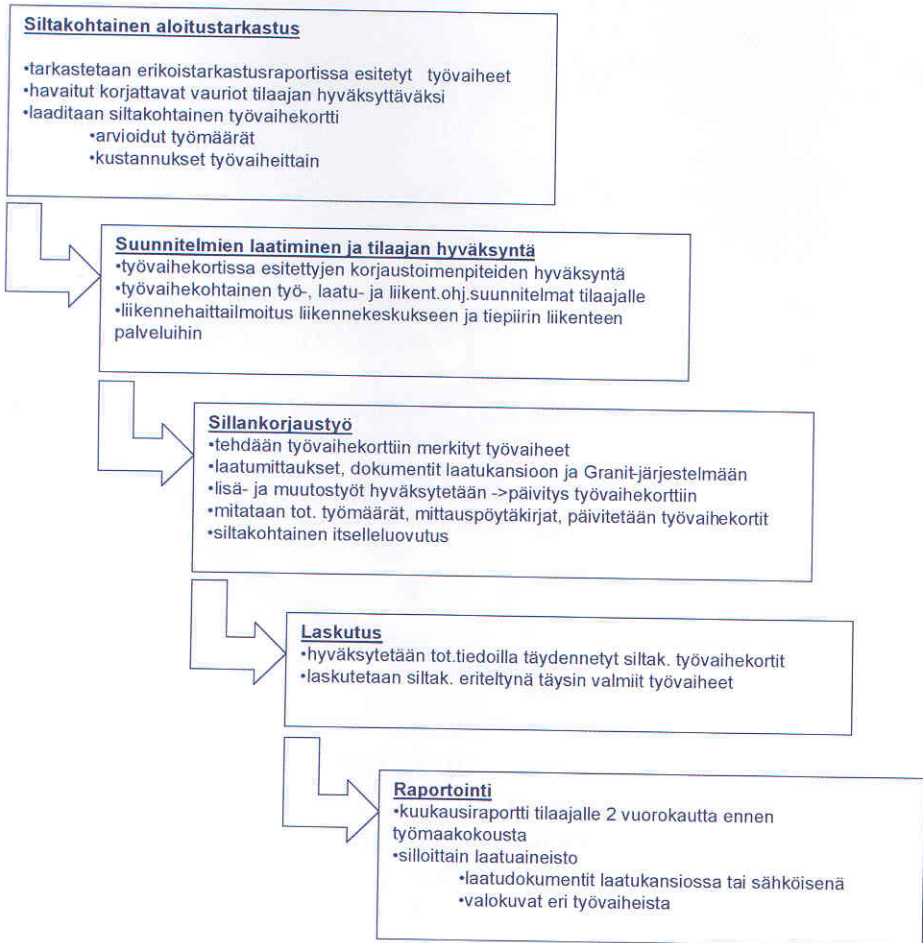 Siltakohtainen aloitustarkastus
•tarkastetaan erikoistarkastusraportissa esitetyt työvaiheet
•havaitut korjattavat vauriot tilaajan hyväksyttäväksi
•laaditaan siltakohtainen työvaihekortti
•arvioidut työmäärät
•kustannukset työvaiheittain
Suunnitelmien laatiminen ja tilaajan hyväksyntä
•työvaihekortissa esitettyjen korjaustoimenpiteiden hyväksyntä
•työvaihekohtainen työ-, laatu- ja liikent.ohj.suunnitelmat tilaajalle
•liikennehaittailmoitus liikennekeskukseen ja tiepiirin liikenteen
palveluihin
Sillankorjaustyö
•tehdään työvaihekorttiin merkityt työvaiheet
•laatumittaukset, dokumentit laatukansioon ja Granit-järjestelmään
•lisä- ja muutostyöt hyväksytetään ->päivitys työvaihekorttiin
•mitataan tot. työmäärät, mittauspöytäkirjat, päivitetään työvaihekortit
•siltakohtainen itselleluovutus
Laskutus
•hyväksytetään tot.tiedoilla täydennetyt siltak. työvaihekortit
•laskutetaan siltak. eriteltynä täysin valmiit työvaiheet
Raportointi
•kuukausiraportti tilaajalle 2 vuorokautta ennen
työmaakokousta
•silloittain laatuaineisto
•laatudokumentit laatukansiossa tai sähköisenä
•valokuvat eri työvaiheista